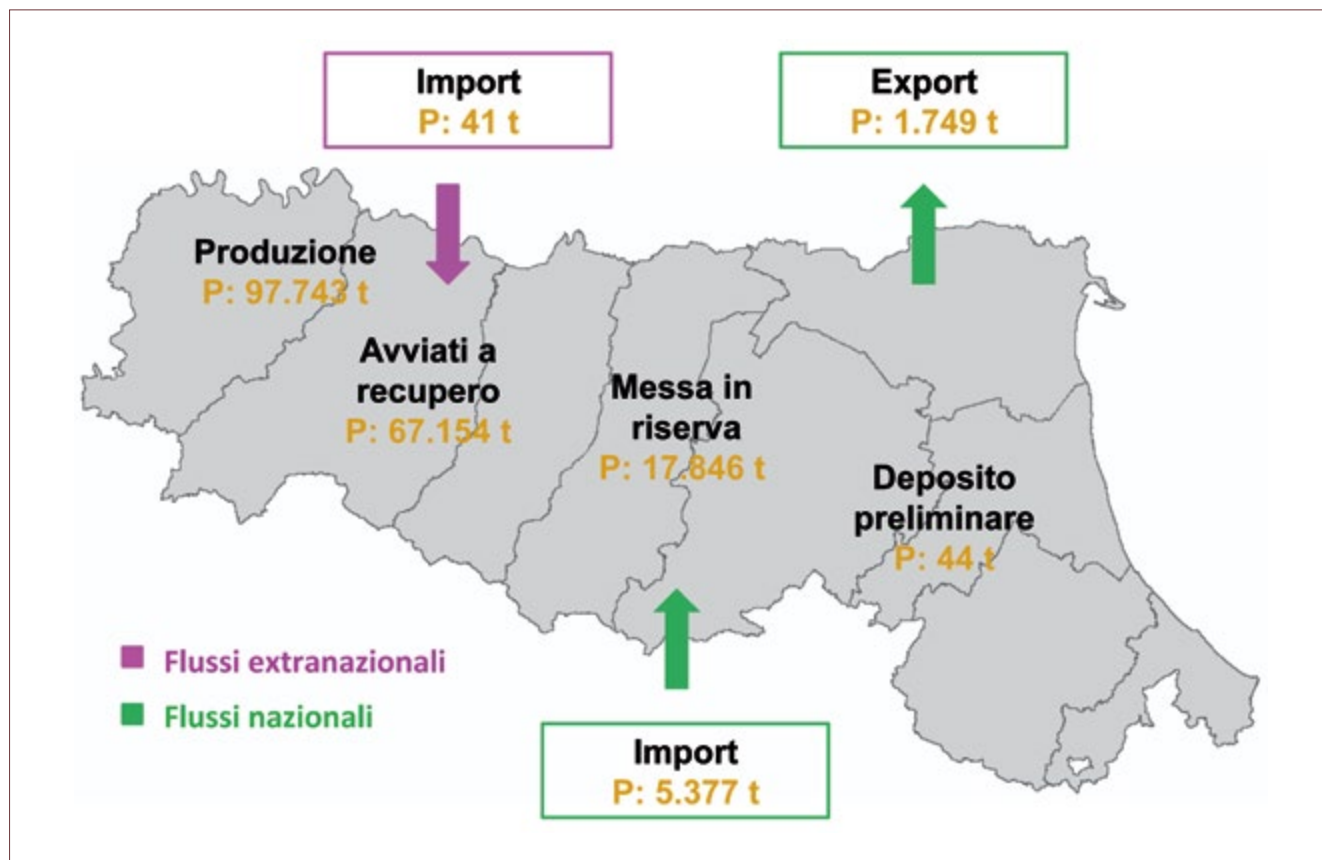 Import
P: 41 t
Export
P: 1.749 t
Produzione
P: 97.743 t
Avviati a
recupero
P: 67.154 t
Messa in
riserva
P: 17.846 t
Deposito
preliminare
P: 44 t
Flussi extranazionali
Flussi nazionali
Import
P: 5.377 t